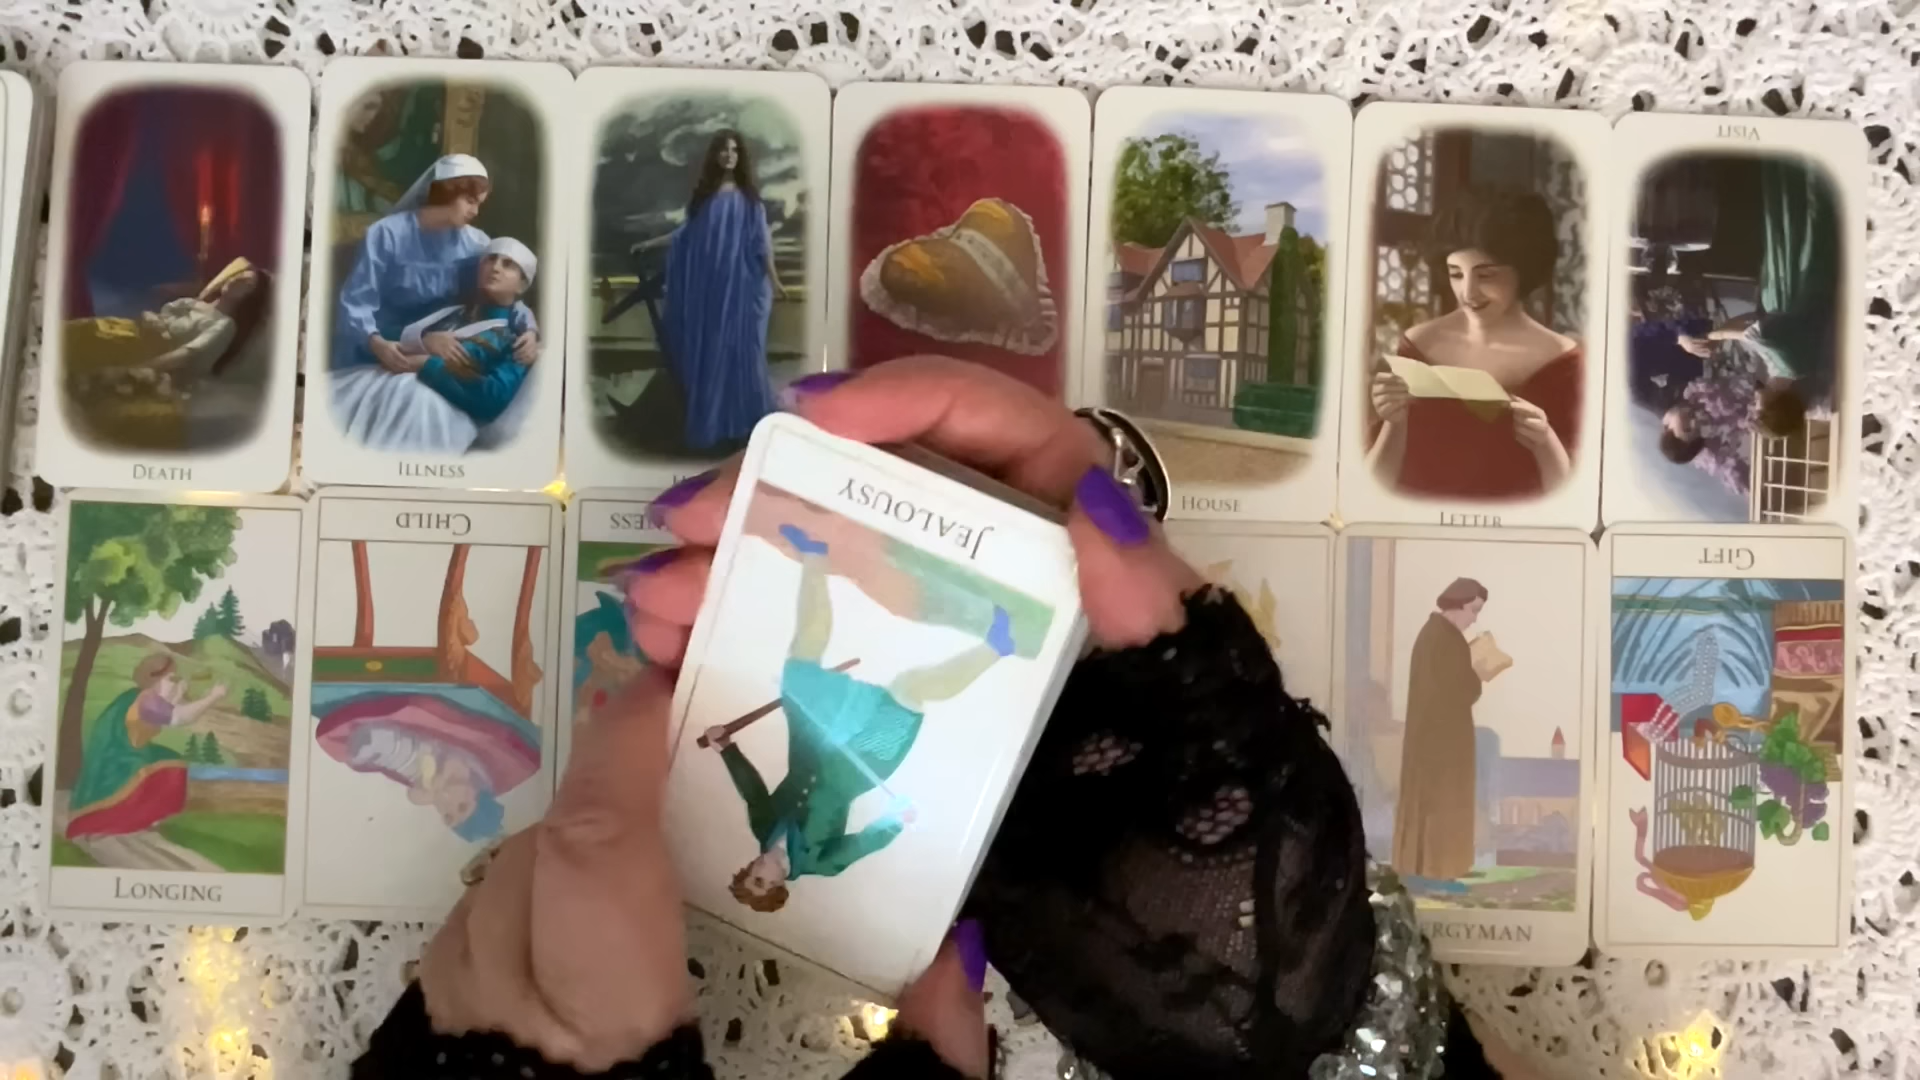 VISIT
DEATH
ILLNESS
HOUSE
LETTER
CHILD
GIFT
JEALOUSY
LONGING